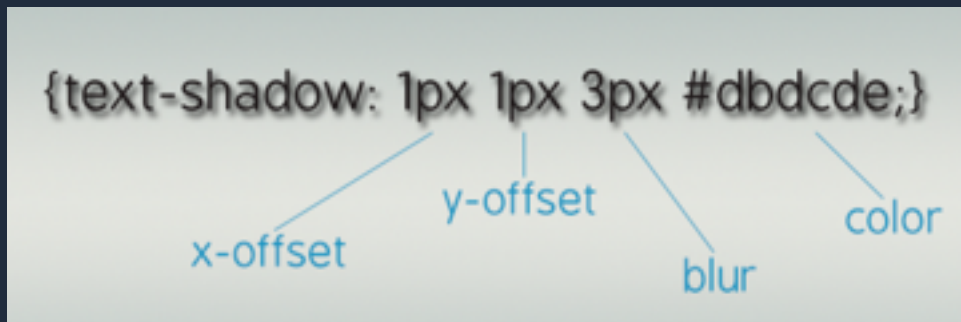 {text-shadow: 1px 1px 3px #dbdcde;}
y-offset
color
x-offset
blur